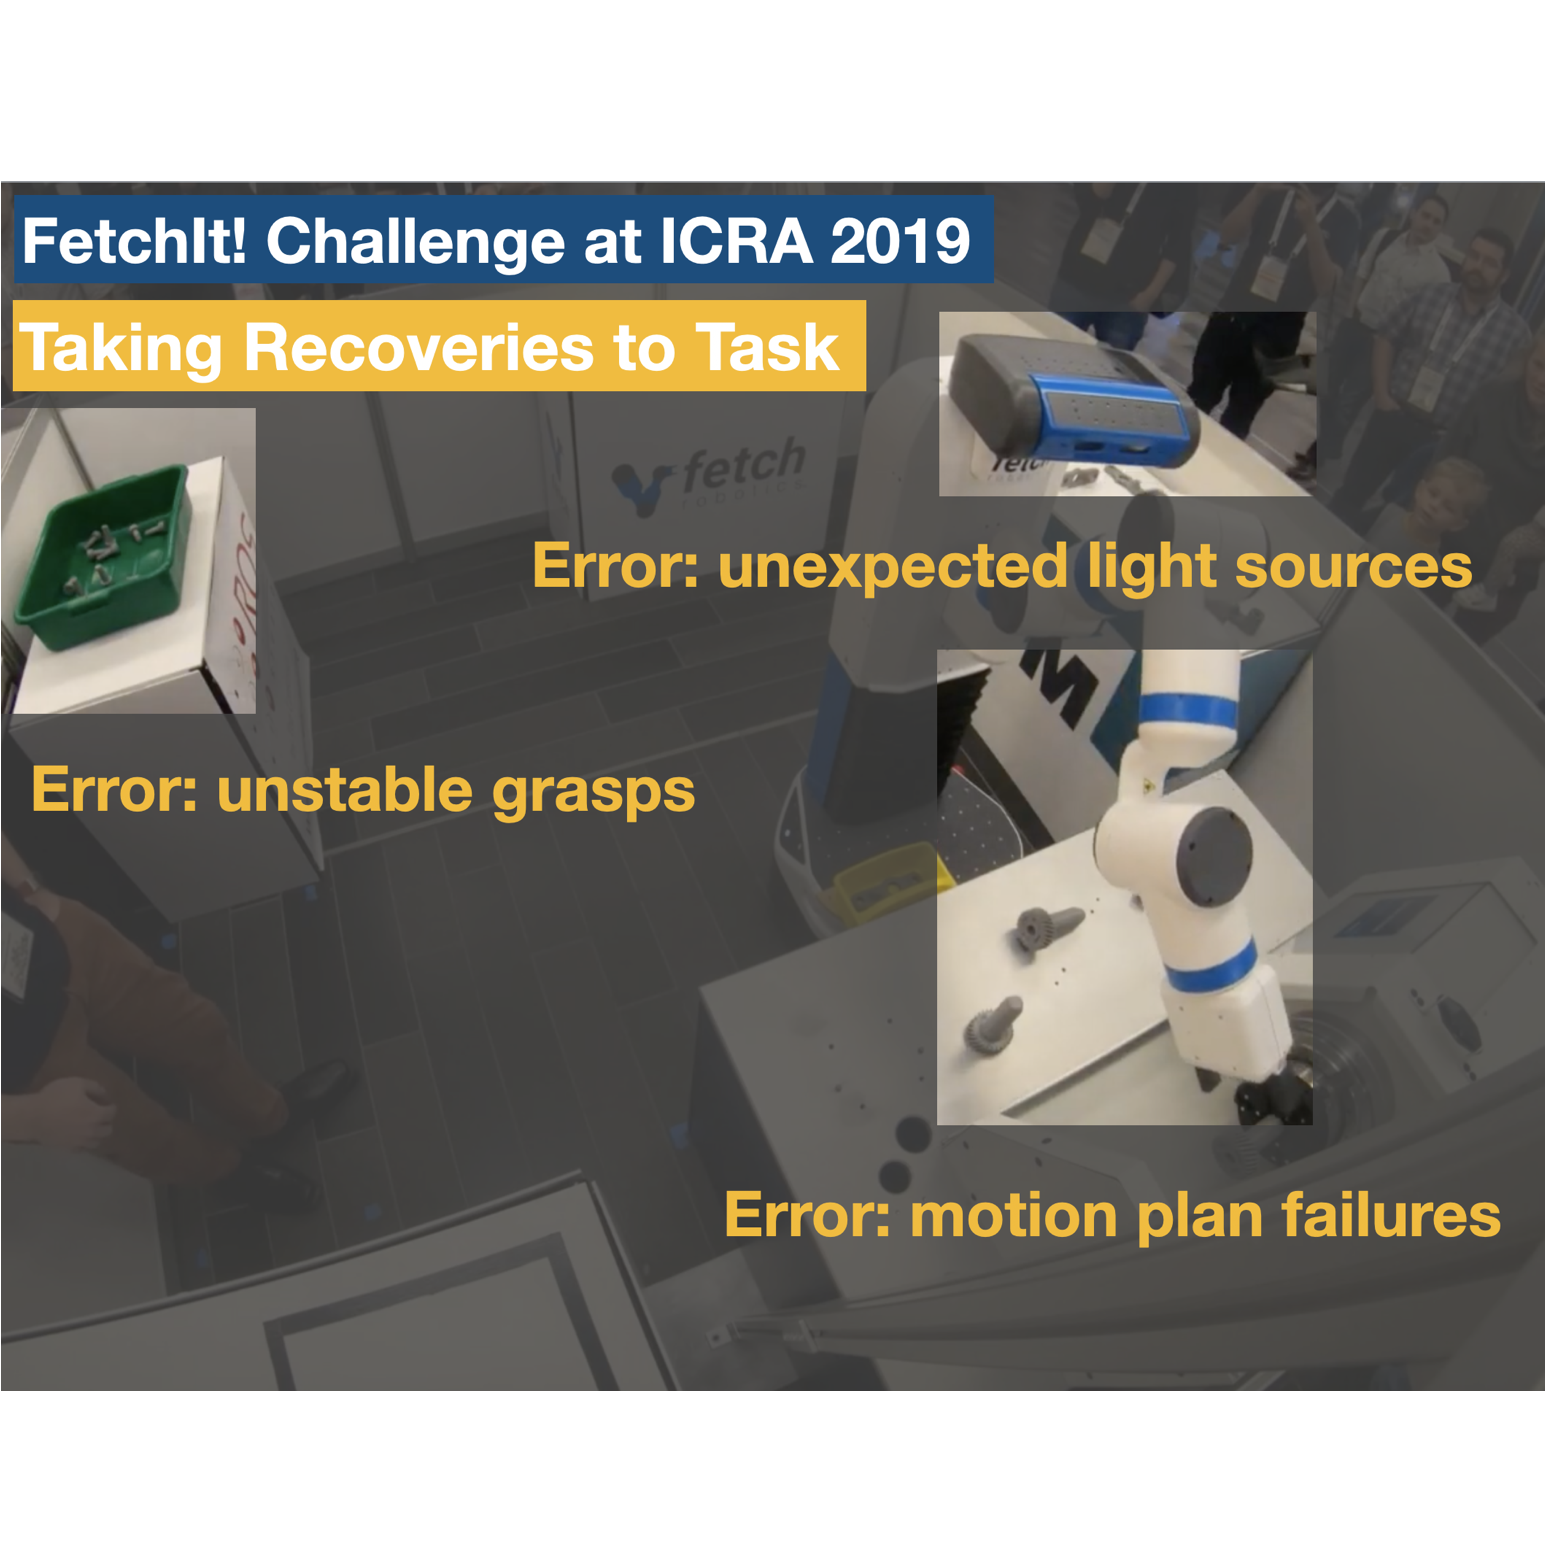 FetchIt! Challenge at ICRA 2019
Taking Recoveries to Task
fetch
robotics
fetch
Error: unexpected light sources
M
Error: unstable grasps
Error: motion plan failures